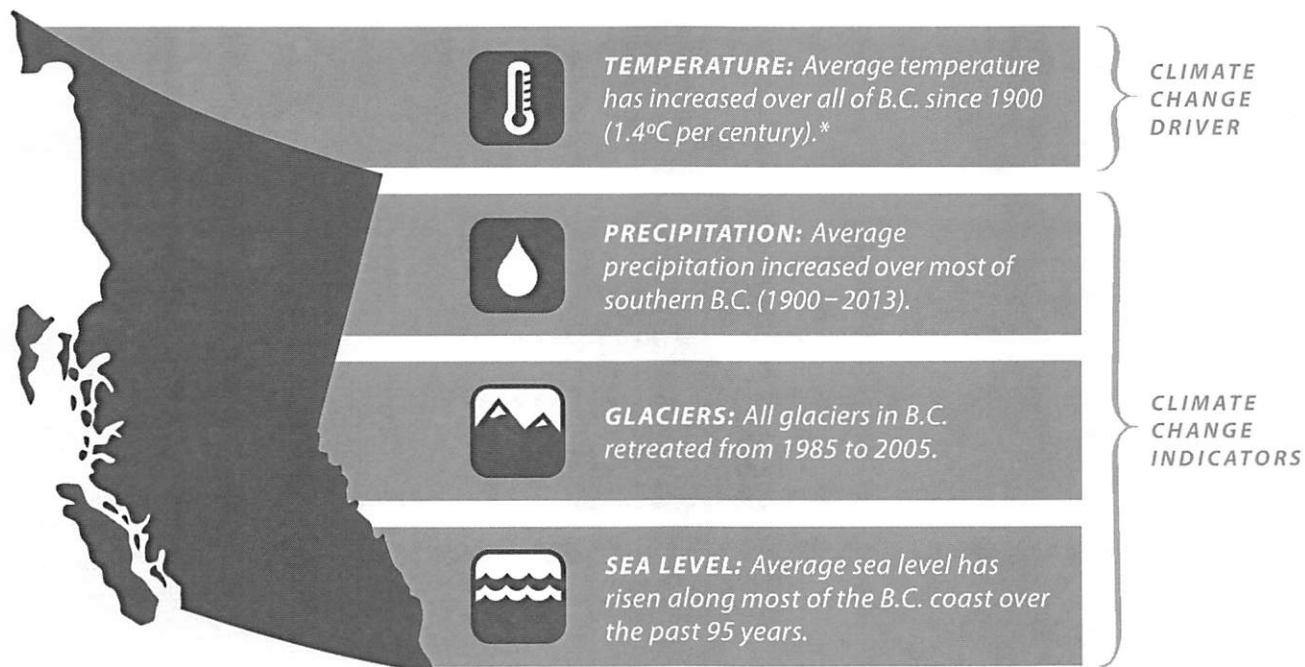 TEMPERATURE: Average temperature
has increased over all of B.C. since 1900
(1.4ºC per century).*
CLIMATE
CHANGE
DRIVER
PRECIPITATION: Average
precipitation increased over most of
southern B.C. (1900–2013).
GLACIERS: All glaciers in B.C.
retreated from 1985 to 2005.
SEA LEVEL: Average sea level has
risen along most of the B.C. coast over
the past 95 years.
CLIMATE
CHANGE
INDICATORS